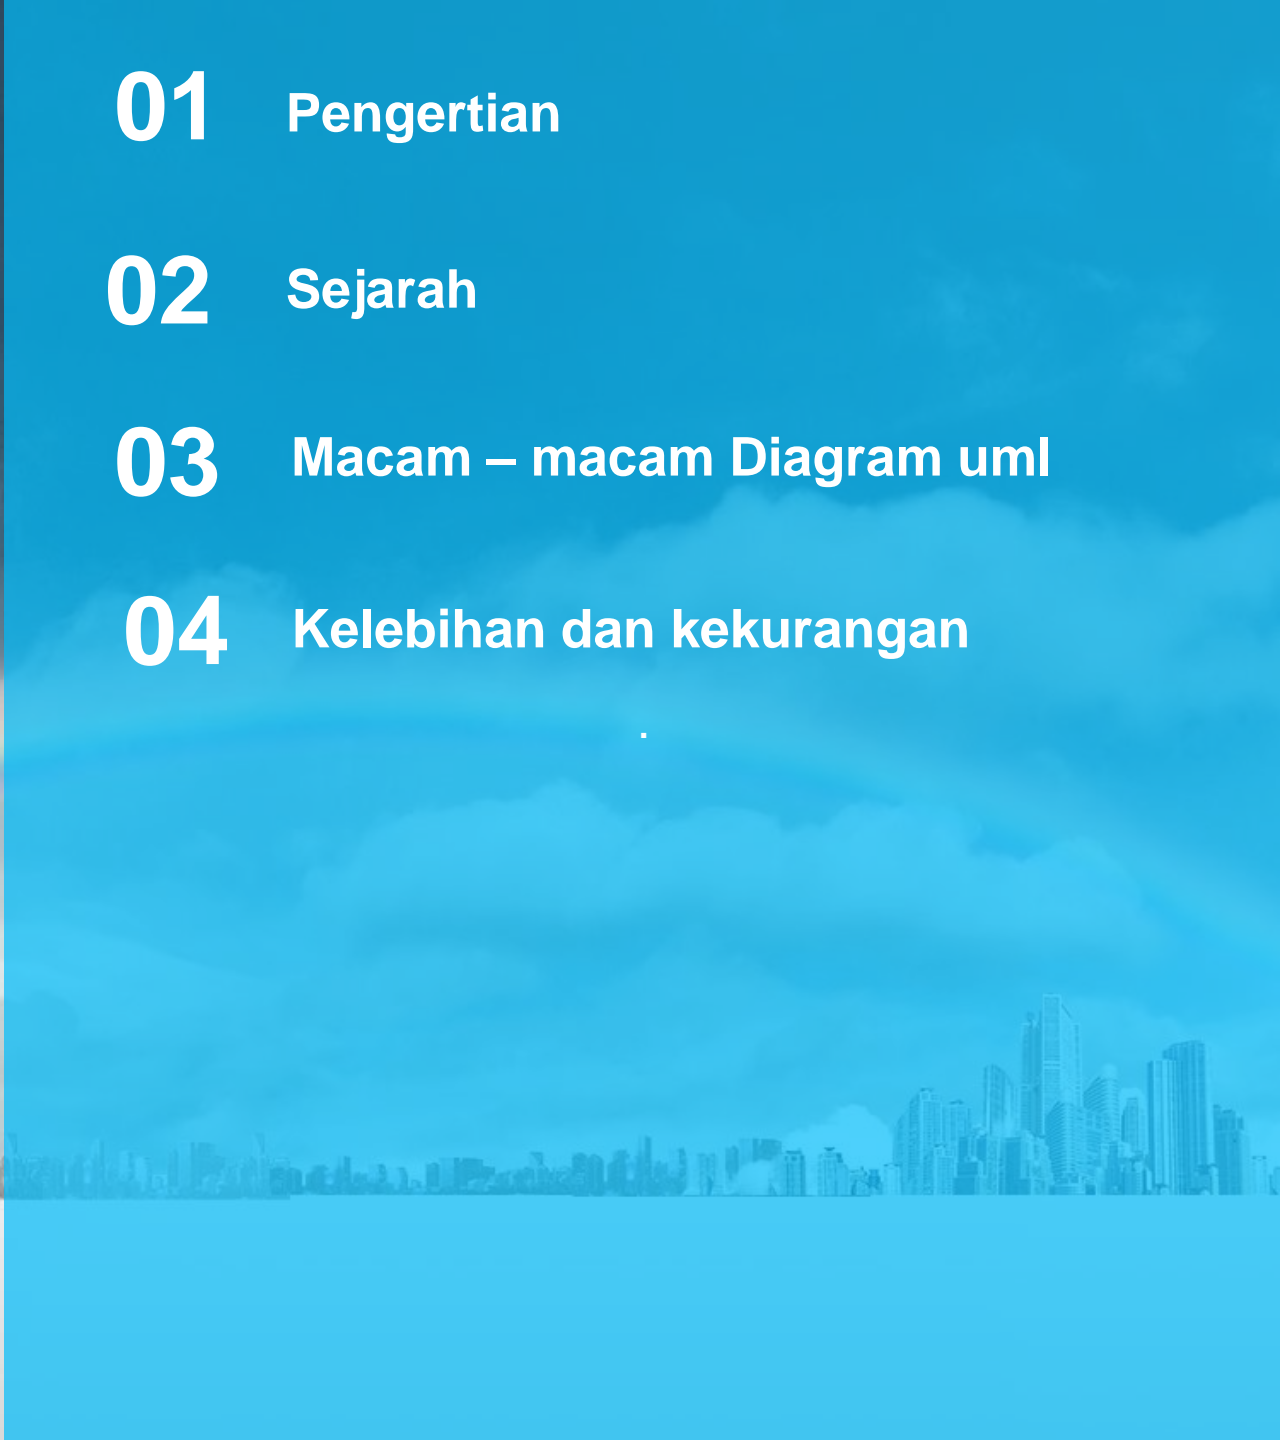 01 Pengertian
02 Sejarah
03 Macam – macam Diagram uml
04 Kelebihan dan kekurangan
.